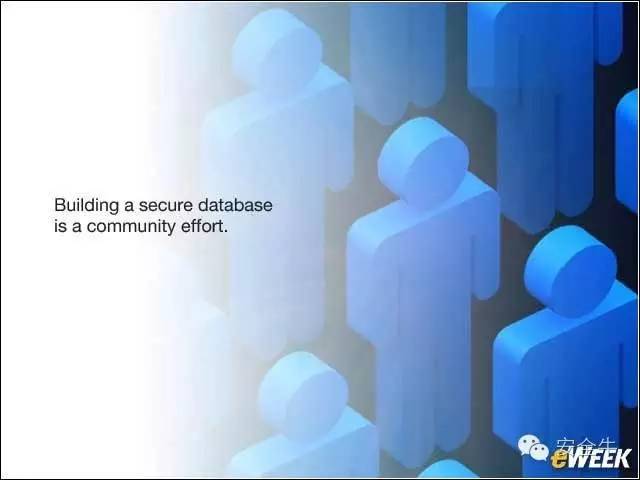 Building a secure database
is a community effort.
安全牛
eWEEK